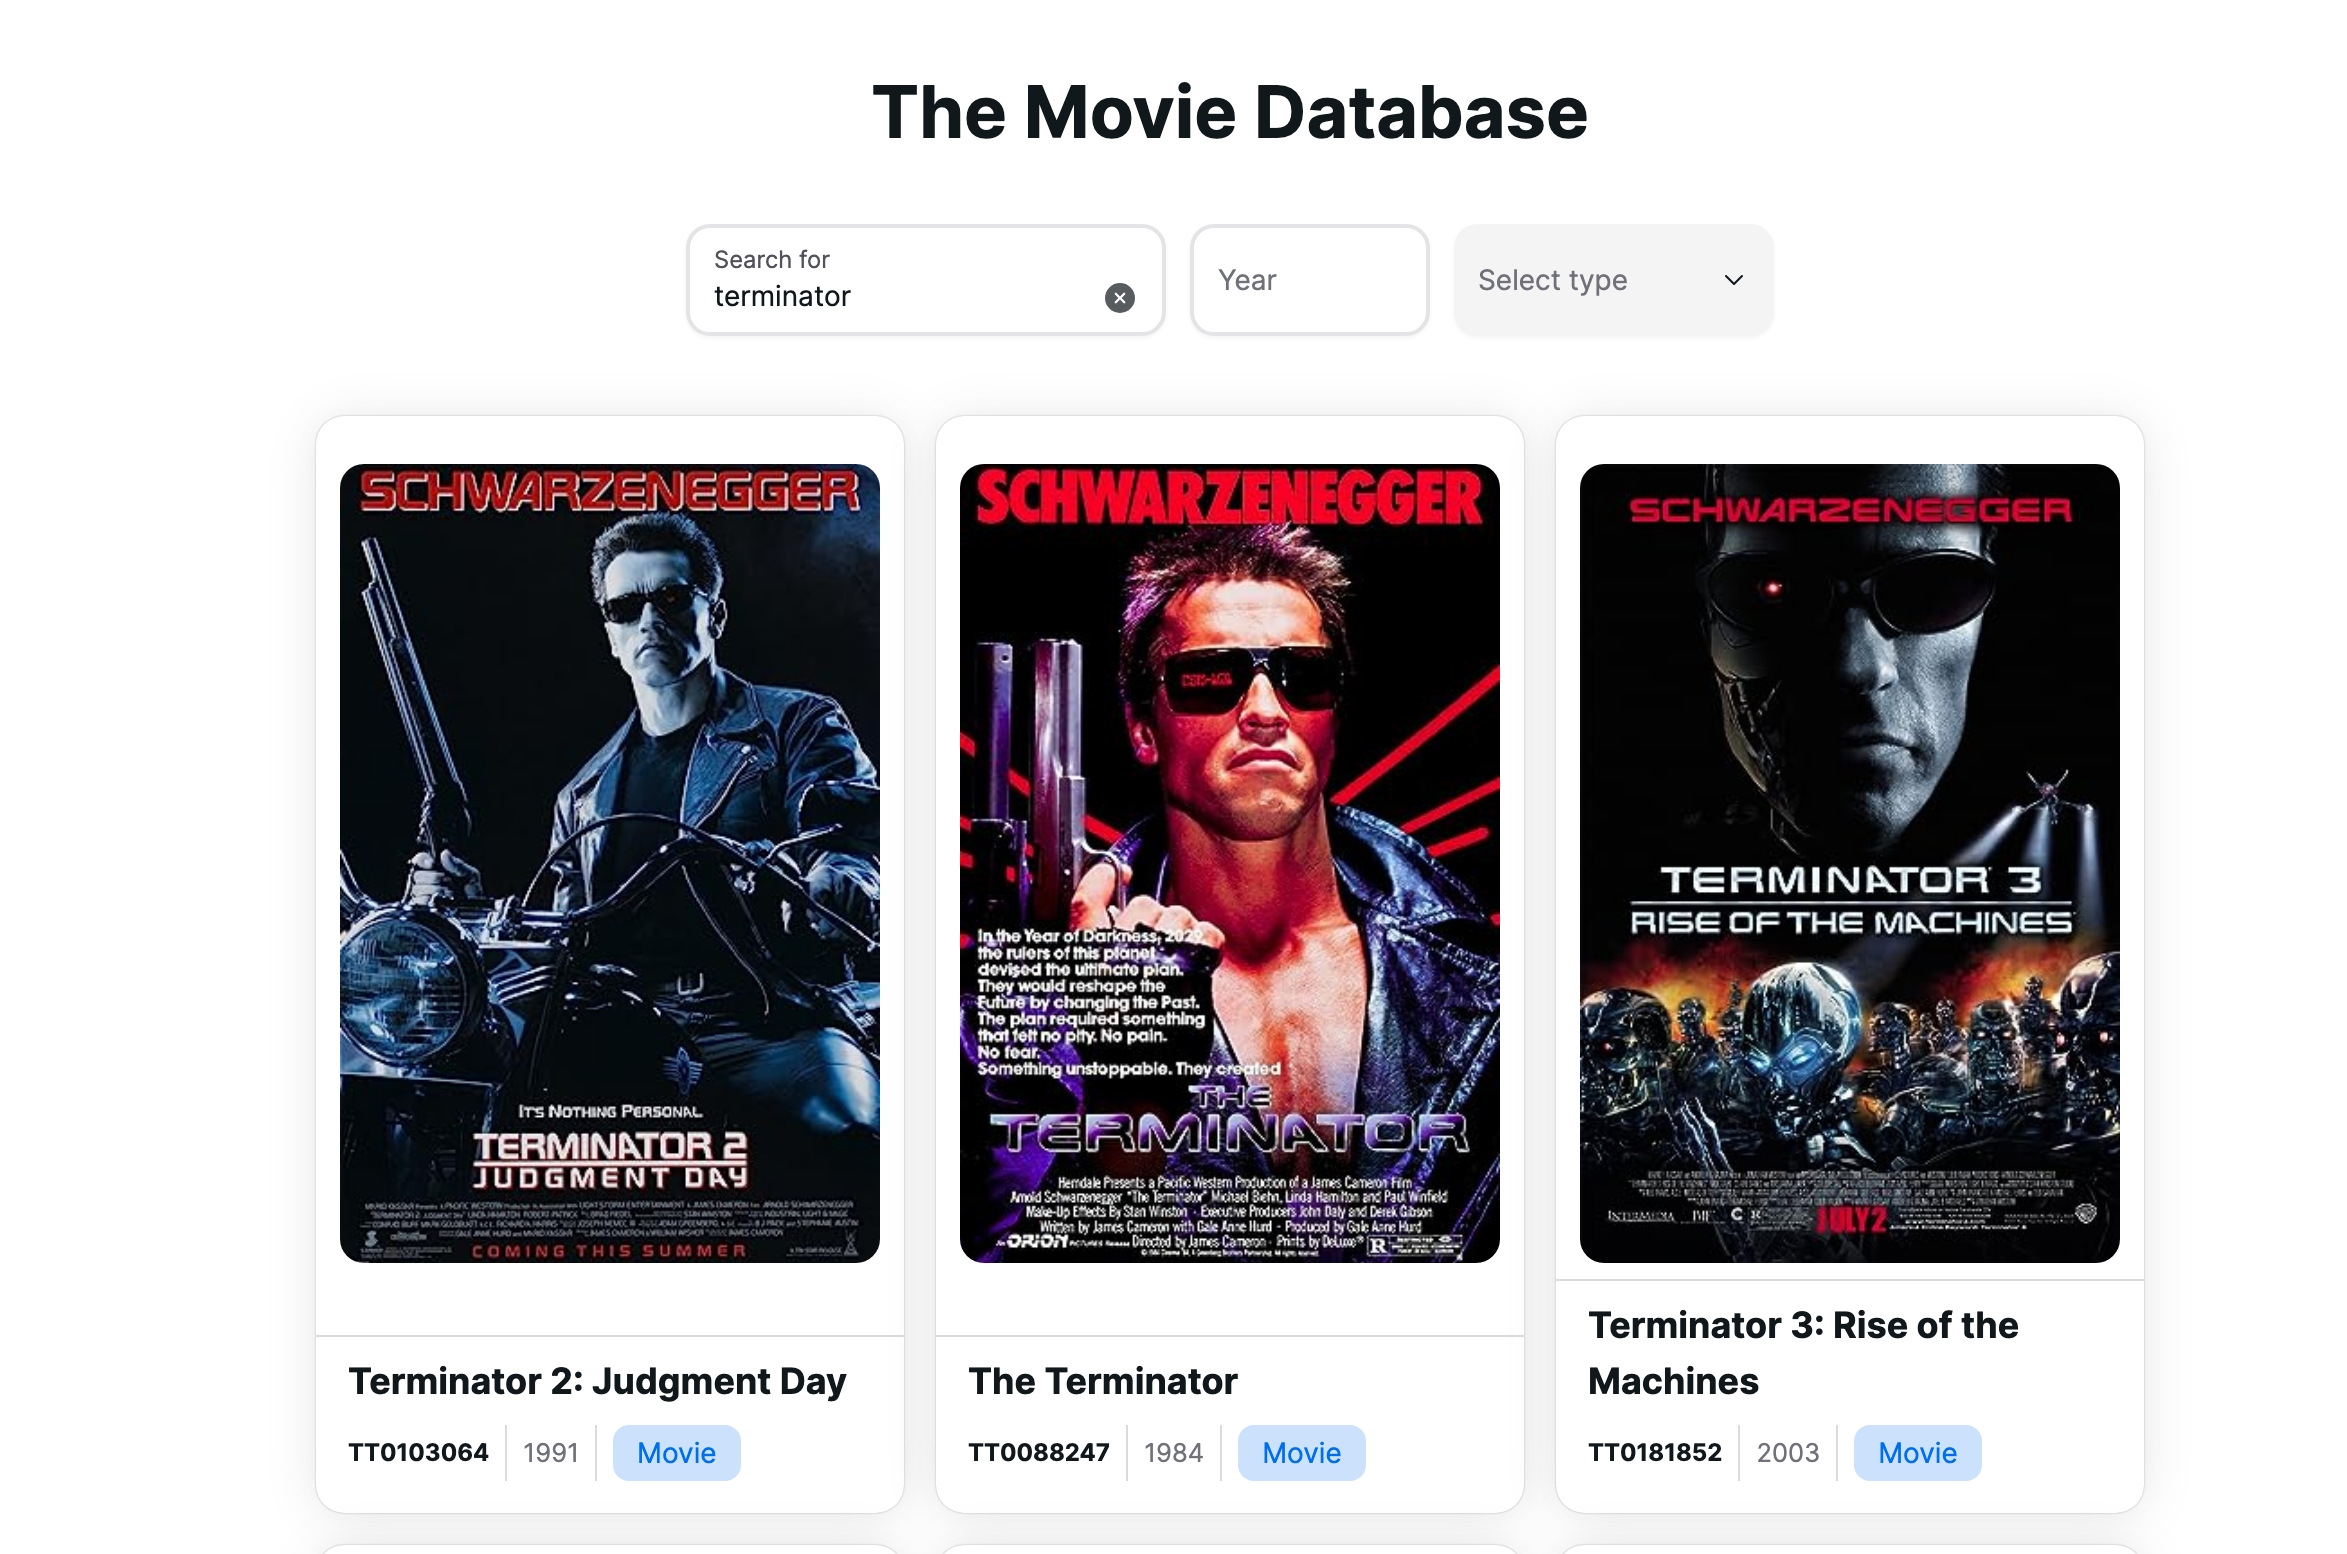 The Movie Database
Search for
terminator
Year
Select type
SCHWARZENEGGER
IT'S NOTHING PERSONAL.
TERMINATOR 2
JUDGMENT DAY
COMING THIS SUMMER
Terminator 2: Judgment Day
TT0103064
1991
Movie
SCHWARZENEGGER
In the Year of Darkness, 2029,
the rulers of this planet
devised the ultimate plan.
They would reshape the
Future by changing the Past.
The plan required something
that felt no pity. No pain.
No fear.
Something unstoppable. They created
THE
TERMINATOR
Hemdale Presents a Pacific Western Production of a James Cameron Film
Arnold Schwarzenegger "The Terminator" Michael Biehn, Linda Hamilton and Paul Winfield
Make-Up Effects By Stan Winston · Executive Producers John Daly and Derek Gibson
Written by James Cameron with Gale Anne Hurd · Produced by Gale Anne Hurd
An ORION PICTURES Release Directed by James Cameron · Prints by DeLuxe® R
The Terminator
TT0088247
1984
Movie
SCHWARZENEGGER
TERMINATOR 3
RISE OF THE MACHINES
INTERMEDIA
JULY 2
Terminator 3: Rise of the
Machines
TT0181852
2003
Movie